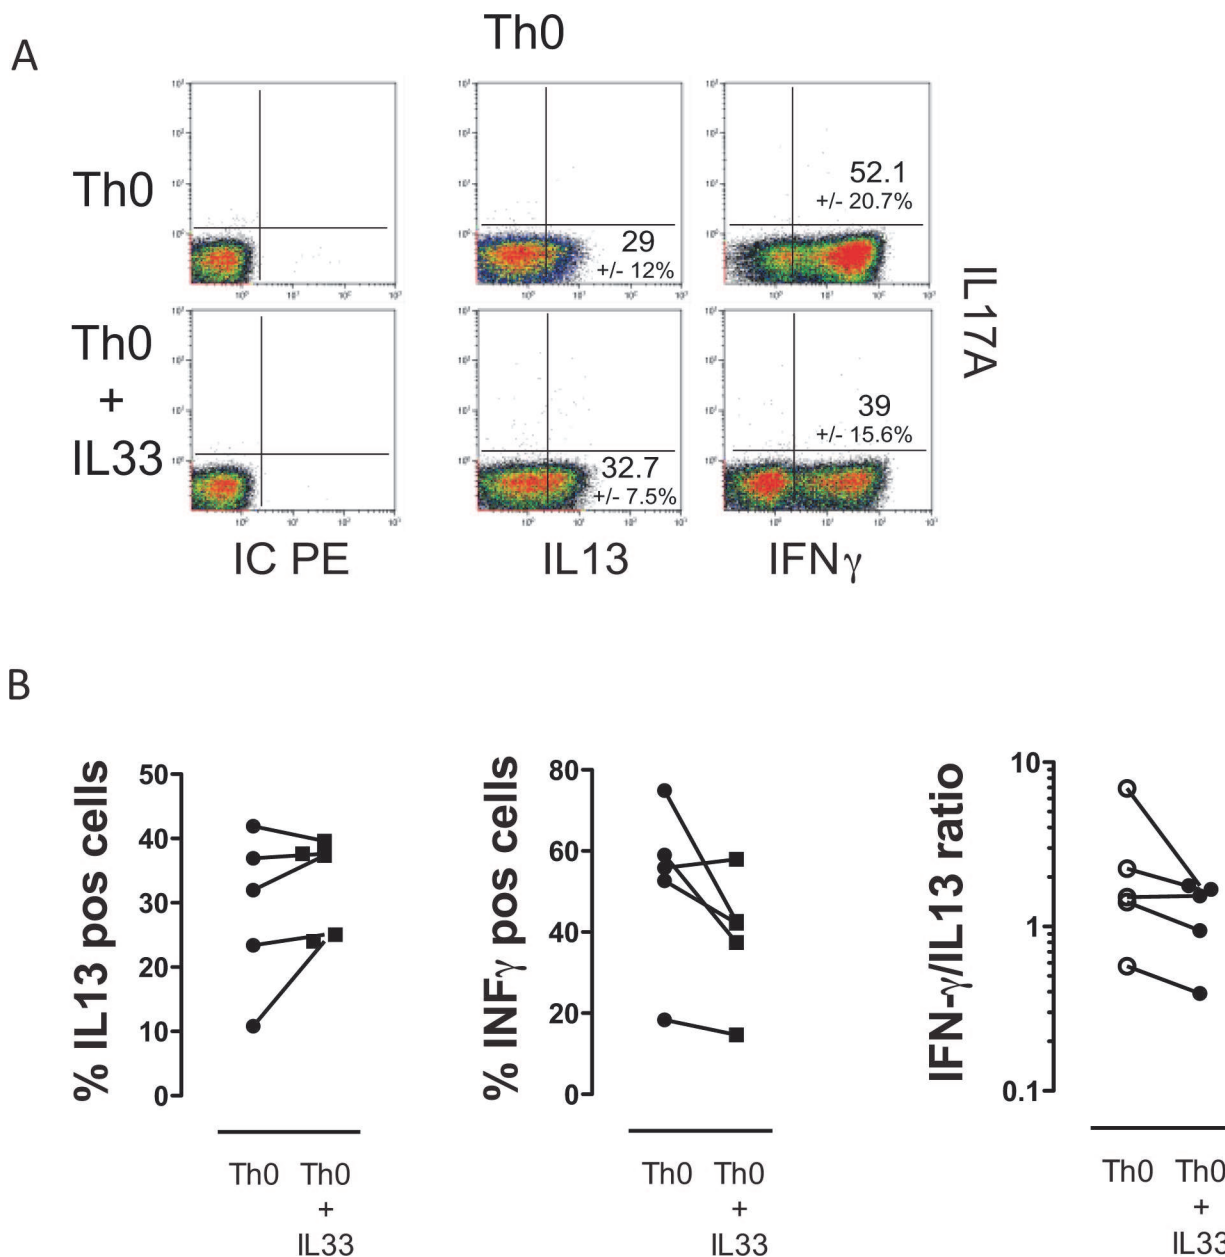 A
Th0
Th0
52.1
+/- 20.7%
29
+/- 12%
IL17A
Th0
+
IL33
39
+/- 15.6%
32.7
+/- 7.5%
IC PE
IL13
IFNγ
B
% IL13 pos cells
50
40
30
20
10
0
Th0
Th0
+
IL33
% INFγ pos cells
80
60
40
20
0
Th0
Th0
+
IL33
IFN-γ/IL13 ratio
10
1
0.1
Th0
Th0
+
IL33